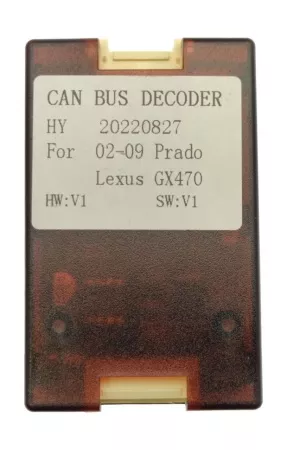 CAN BUS DECODER
HY 20220827
For 02-09 Prado
Lexus GX470
HW:V1 SW:V1